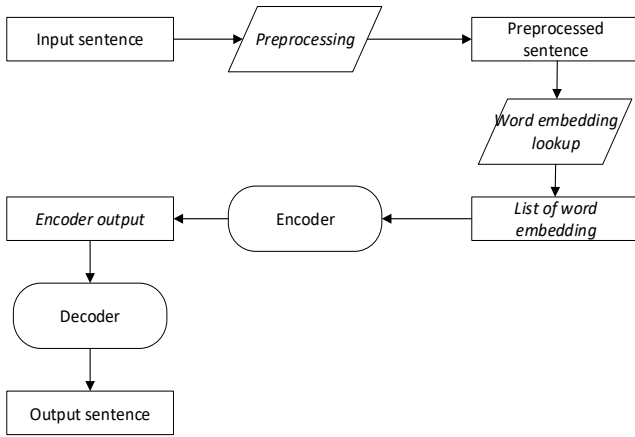 Input sentence
Preprocessing
Preprocessed
sentence
Word embedding
lookup
List of word
embedding
Encoder
Encoder output
Decoder
Output sentence